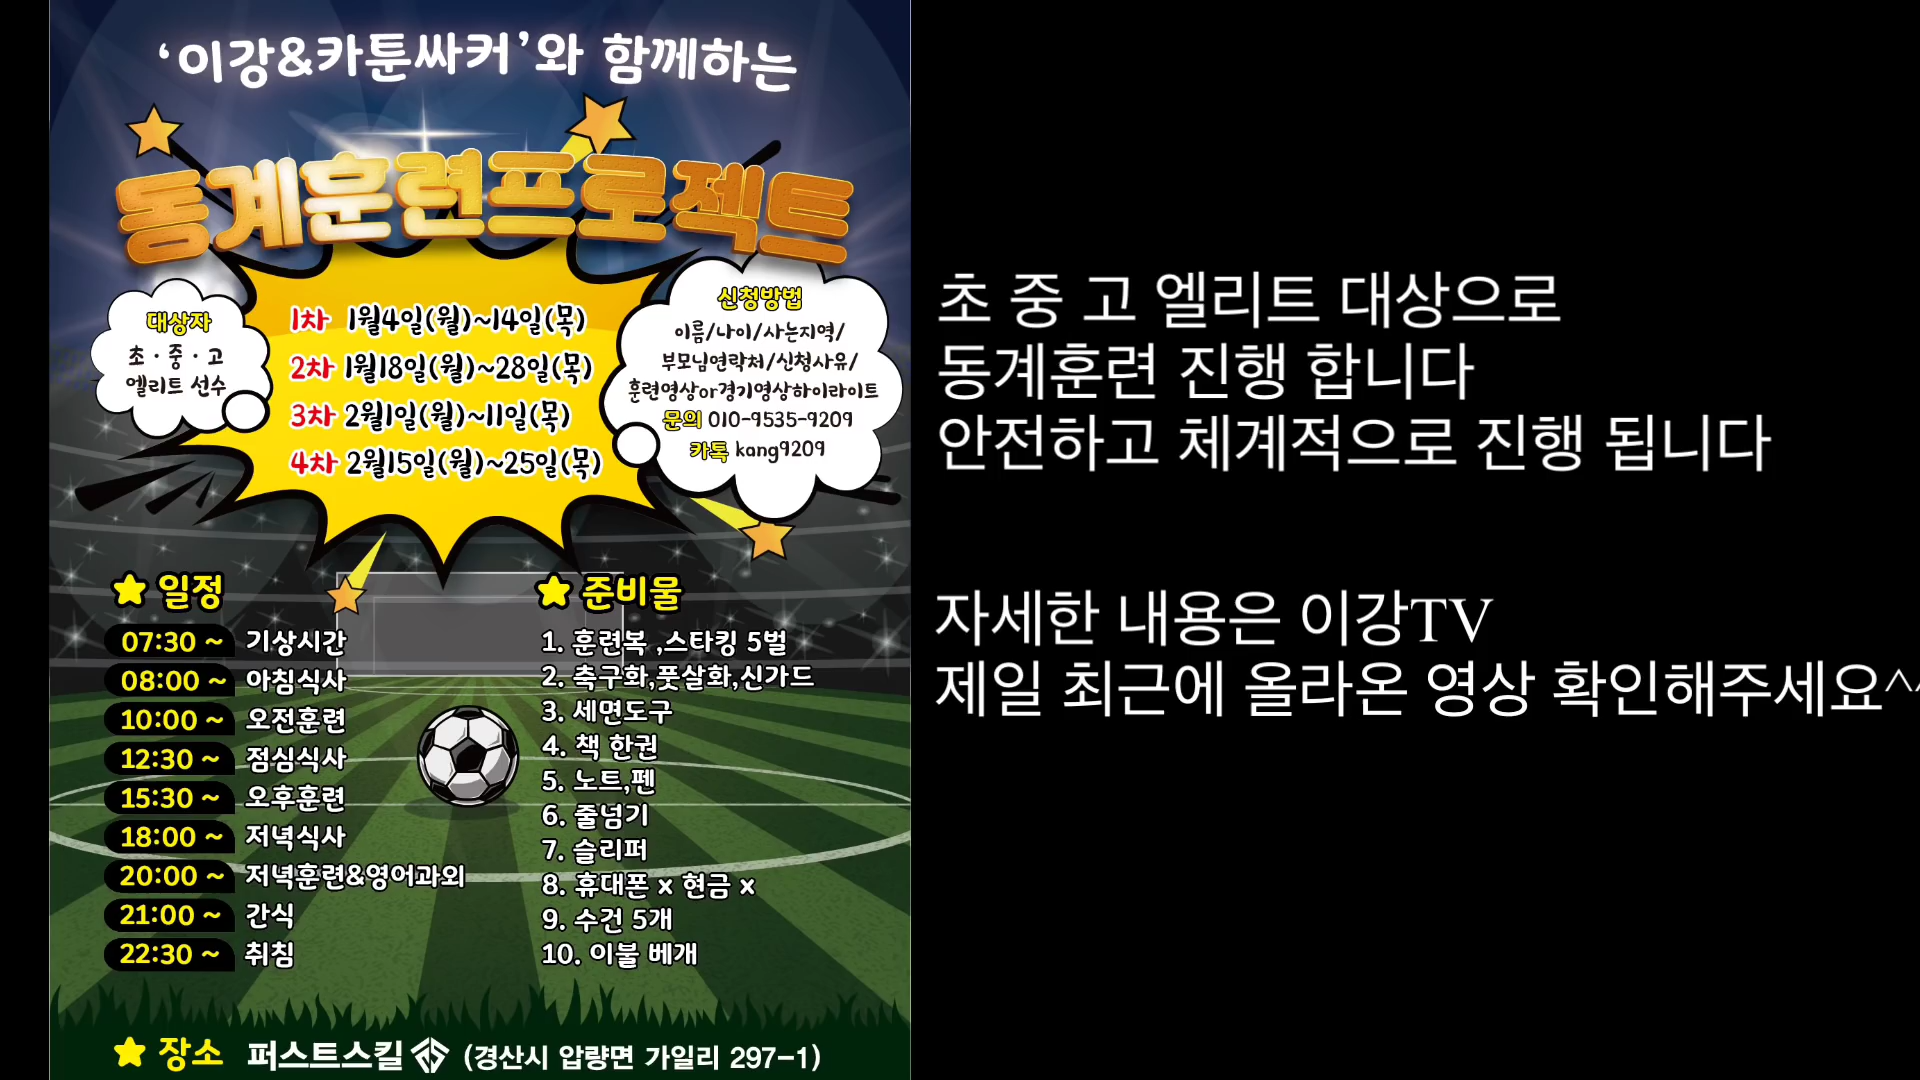 '이강&카툰싸커'와 함께하는
동계훈련프로젝트
대상자
초·중·고
엘리트 선수
1차 1월4일(월)~14일(목)
2차 1월18일(월)~28일(목)
3차 2월1일(월)~11일(목)
4차 2월15일(월)~25일(목)
신청방법
이름/나이/사는지역/
부모님연락처/신청사유/
훈련영상or경기영상하이라이트
문의 010-9535-9209
카톡 kang9209
일정
07:30 ~ 기상시간
08:00 ~ 아침식사
10:00 ~ 오전훈련
12:30 ~ 점심식사
15:30 ~ 오후훈련
18:00 ~ 저녁식사
20:00 ~ 저녁훈련&영어과외
21:00 ~ 간식
22:30 ~ 취침
준비물
1. 훈련복 ,스타킹 5벌
2. 축구화,풋살화,신가드
3. 세면도구
4. 책 한권
5. 노트,펜
6. 줄넘기
7. 슬리퍼
8. 휴대폰 x 현금 x
9. 수건 5개
10. 이불 베개
장소 퍼스트스킬 (경산시 압량면 가일리 297-1)
초 중 고 엘리트 대상으로
동계훈련 진행 합니다
안전하고 체계적으로 진행 됩니다
자세한 내용은 이강TV
제일 최근에 올라온 영상 확인해주세요^^